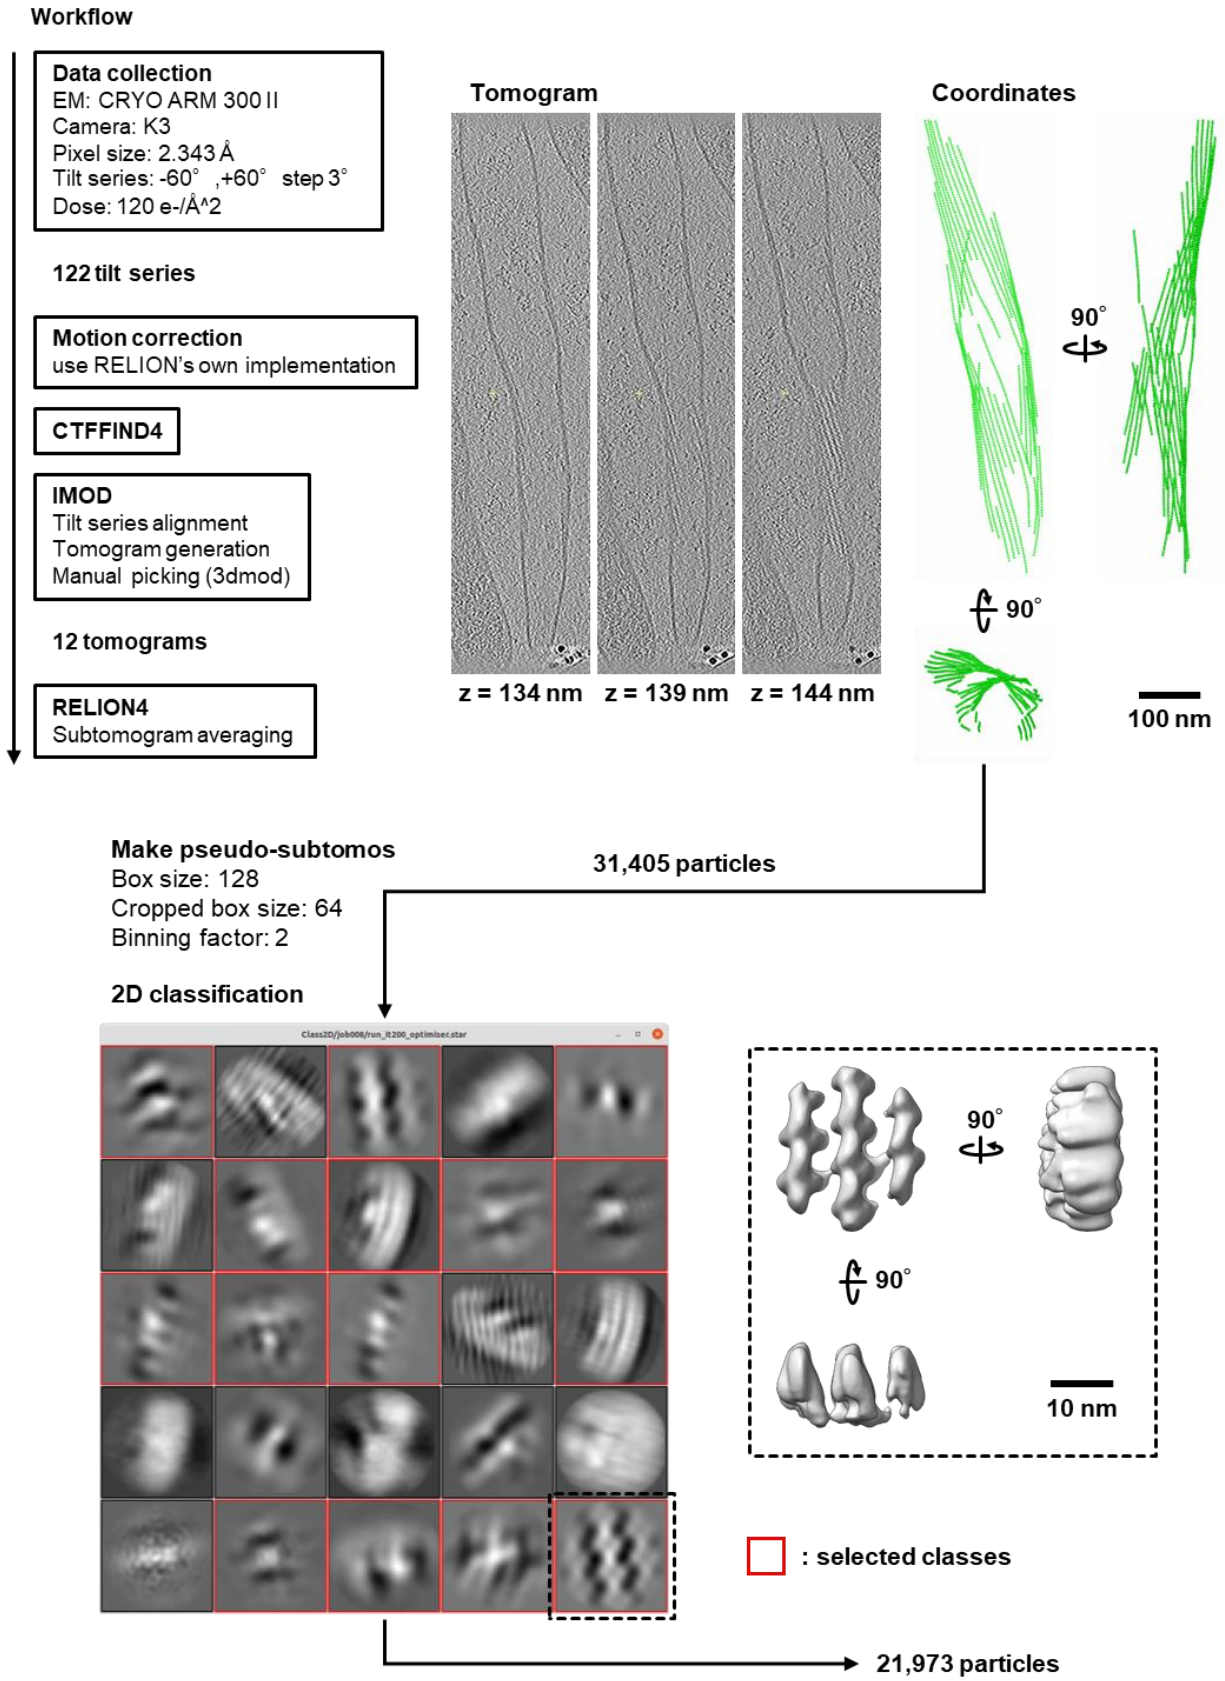 Workflow
Data collection
EM: CRYO ARM 300 II
Camera: K3
Pixel size: 2.343 Å
Tilt series: -60° ,+60° step 3°
Dose: 120 e-/Å^2
122 tilt series
Motion correction
use RELION's own implementation
CTFFIND4
IMOD
Tilt series alignment
Tomogram generation
Manual picking (3dmod)
12 tomograms
RELION4
Subtomogram averaging
Tomogram
z = 134 nm
z = 139 nm
z = 144 nm
Coordinates
90°
90°
100 nm
31,405 particles
Make pseudo-subtomos
Box size: 128
Cropped box size: 64
Binning factor: 2
2D classification
Class2D/job008/run_it200_optimiser.star
90°
90°
10 nm
: selected classes
21,973 particles